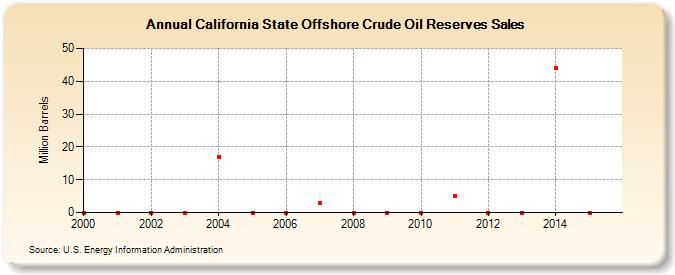 Annual California State Offshore Crude Oil Reserves Sales
Million Barrels
50
40
30
20
10
0
2000 2002 2004 2006 2008 2010 2012 2014
Source: U.S. Energy Information Administration